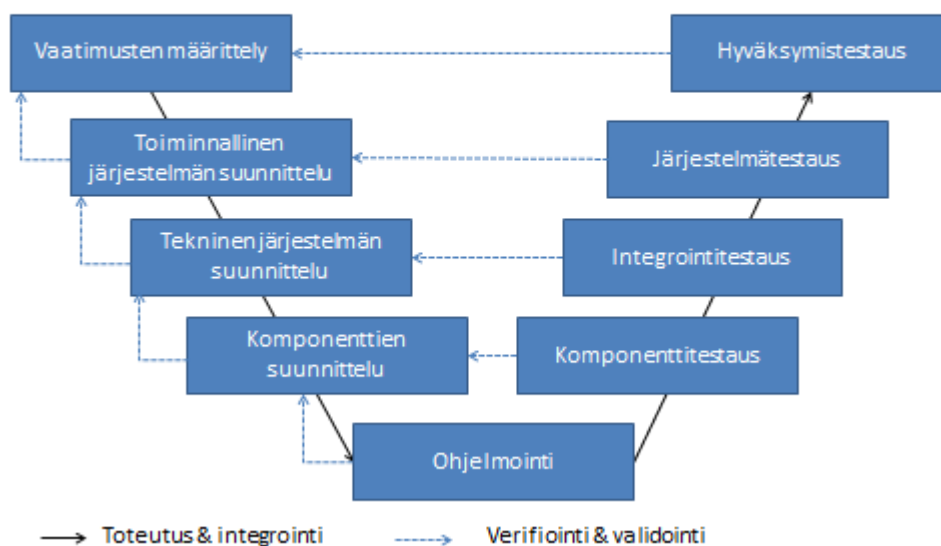 Vaatimusten määrittely
Hyväksymistestaus
Toiminnallinen
järjestelmän suunnittelu
Järjestelmätestaus
Tekninen järjestelmän
suunnittelu
Integrointitestaus
Komponenttien
suunnittelu
Komponenttitestaus
Ohjelmointi
Toteutus & integrointi
Verifiointi & validointi